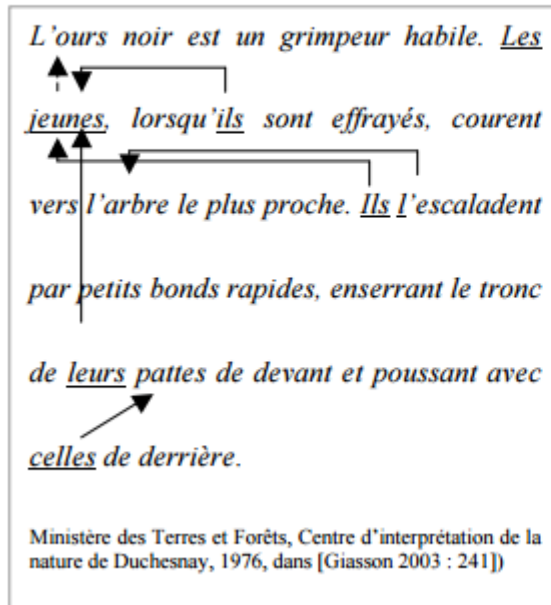 L'ours noir est un grimpeur habile. Les
jeunes, lorsqu'ils sont effrayés, courent
vers l'arbre le plus proche. Ils l'escaladent
par petits bonds rapides, enserrant le tronc
de leurs pattes de devant et poussant avec
celles de derrière.
Ministère des Terres et Forêts, Centre d'interprétation de la
nature de Duchesnay, 1976, dans [Giasson 2003 : 241])